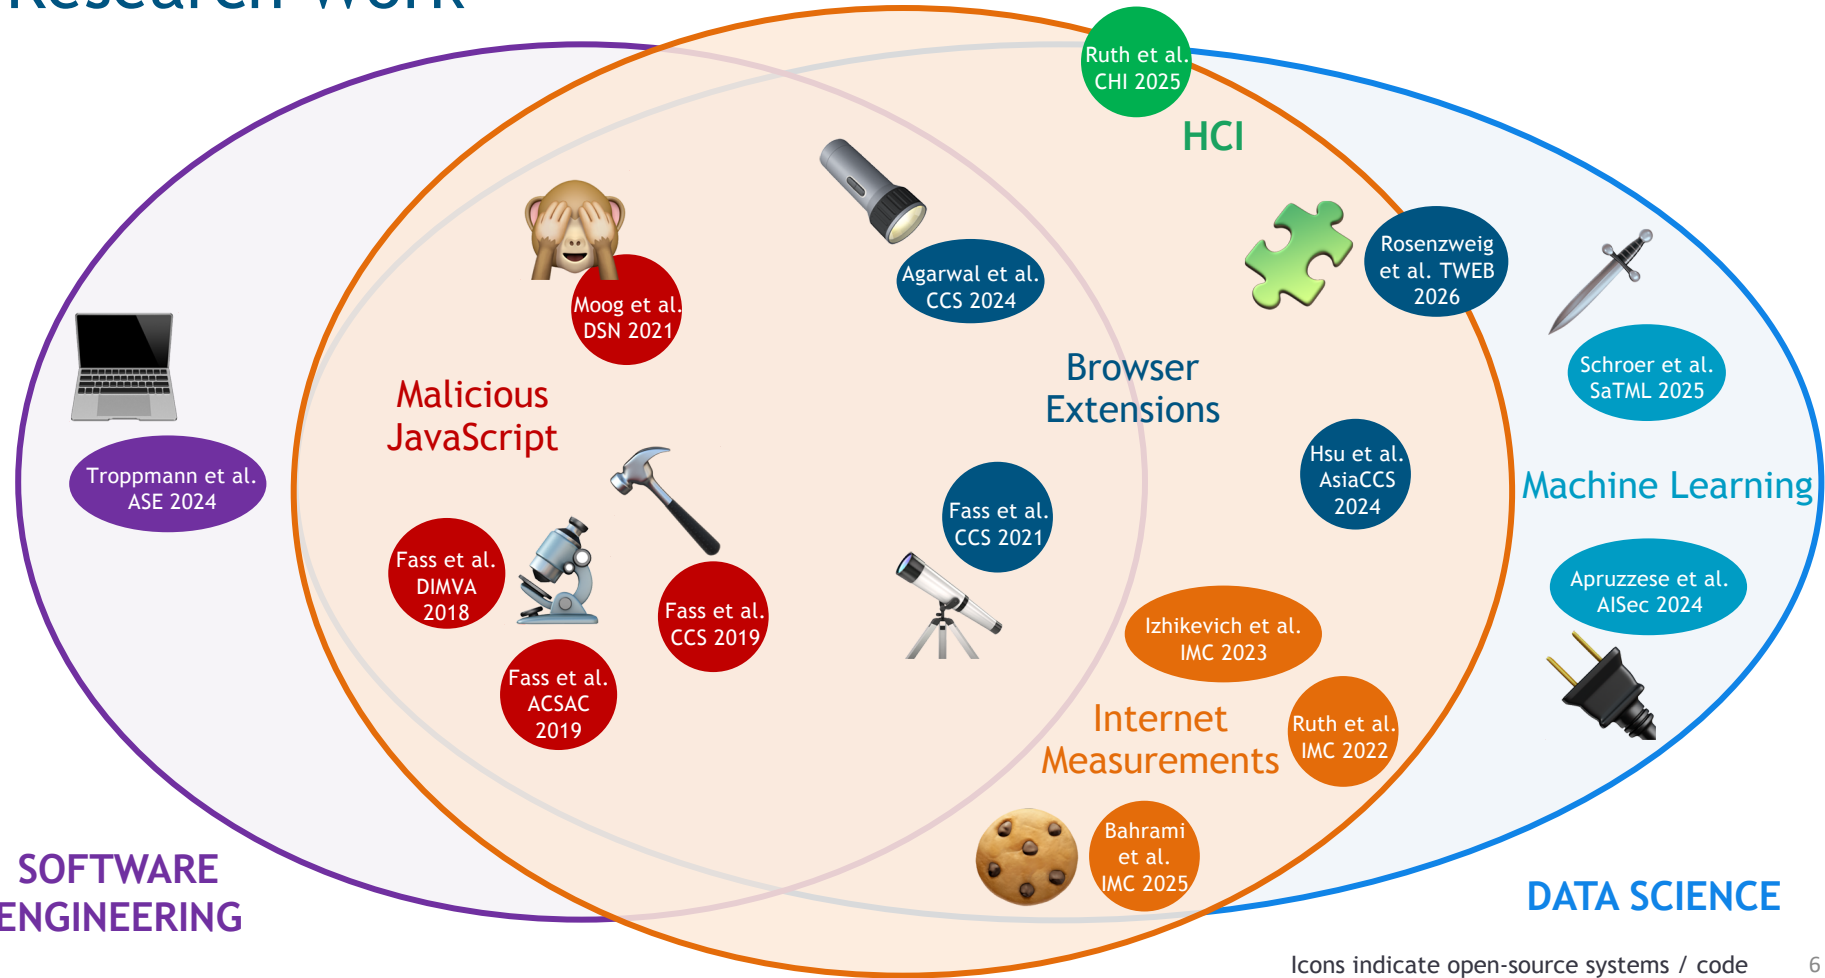 Research Work
Ruth et al.
CHI 2025
HCI
Rosenzweig
et al. TWEB
2026
Agarwal et al.
CCS 2024
Moog et al.
DSN 2021
Schroer et al.
SaTML 2025
Browser
Extensions
Malicious
JavaScript
Troppmann et al.
ASE 2024
Hsu et al.
AsiaCCS
2024
Machine Learning
Fass et al.
CCS 2021
Fass et al.
DIMVA
2018
Fass et al.
CCS 2019
Apruzzese et al.
AISec 2024
Izhikevich et al.
IMC 2023
Fass et al.
ACSAC
2019
Internet
Measurements
Ruth et al.
IMC 2022
Bahrami
et al.
IMC 2025
SOFTWARE
ENGINEERING
DATA SCIENCE
Icons indicate open-source systems / code
6